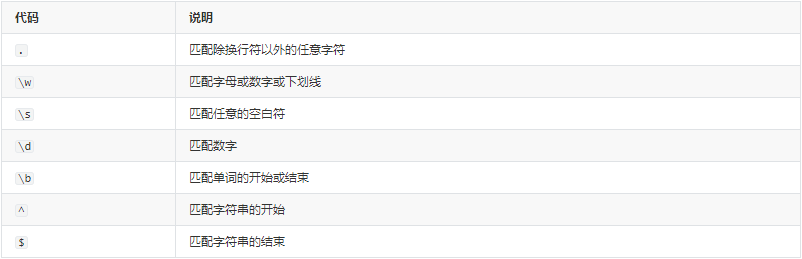 代码 说明
. 匹配除换行符以外的任意字符
\w 匹配字母或数字或下划线
\s 匹配任意的空白符
\d 匹配数字
\b 匹配单词的开始或结束
^ 匹配字符串的开始
$ 匹配字符串的结束